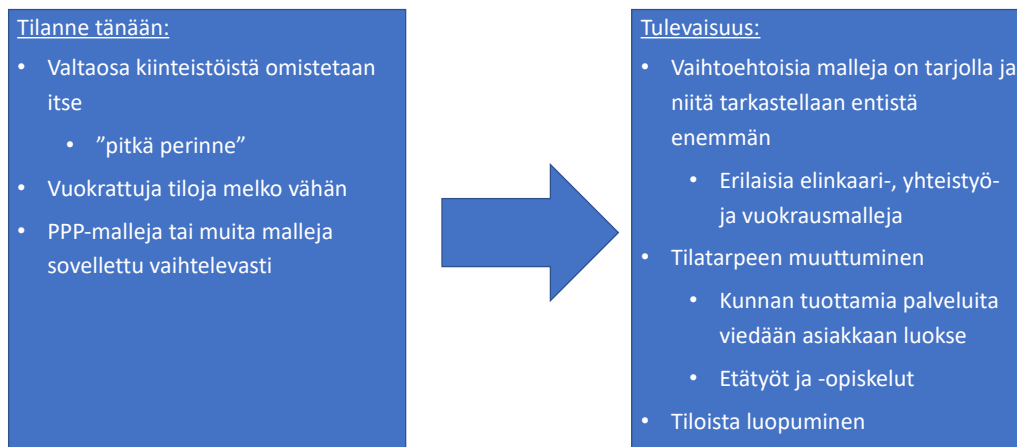 Tilanne tänään:
• Valtaosa kiinteistöistä omistetaan
itse
• ”pitkä perinne”
• Vuokrattuja tiloja melko vähän
• PPP-malleja tai muita malleja
sovellettu vaihtelevasti
Tulevaisuus:
• Vaihtoehtoisia malleja on tarjolla ja
niitä tarkastellaan entistä
enemmän
• Erilaisia elinkaari-, yhteistyö-
ja vuokrausmalleja
• Tilatarpeen muuttuminen
• Kunnan tuottamia palveluita
viedään asiakkaan luokse
• Etätyöt ja -opiskelut
• Tiloista luopuminen